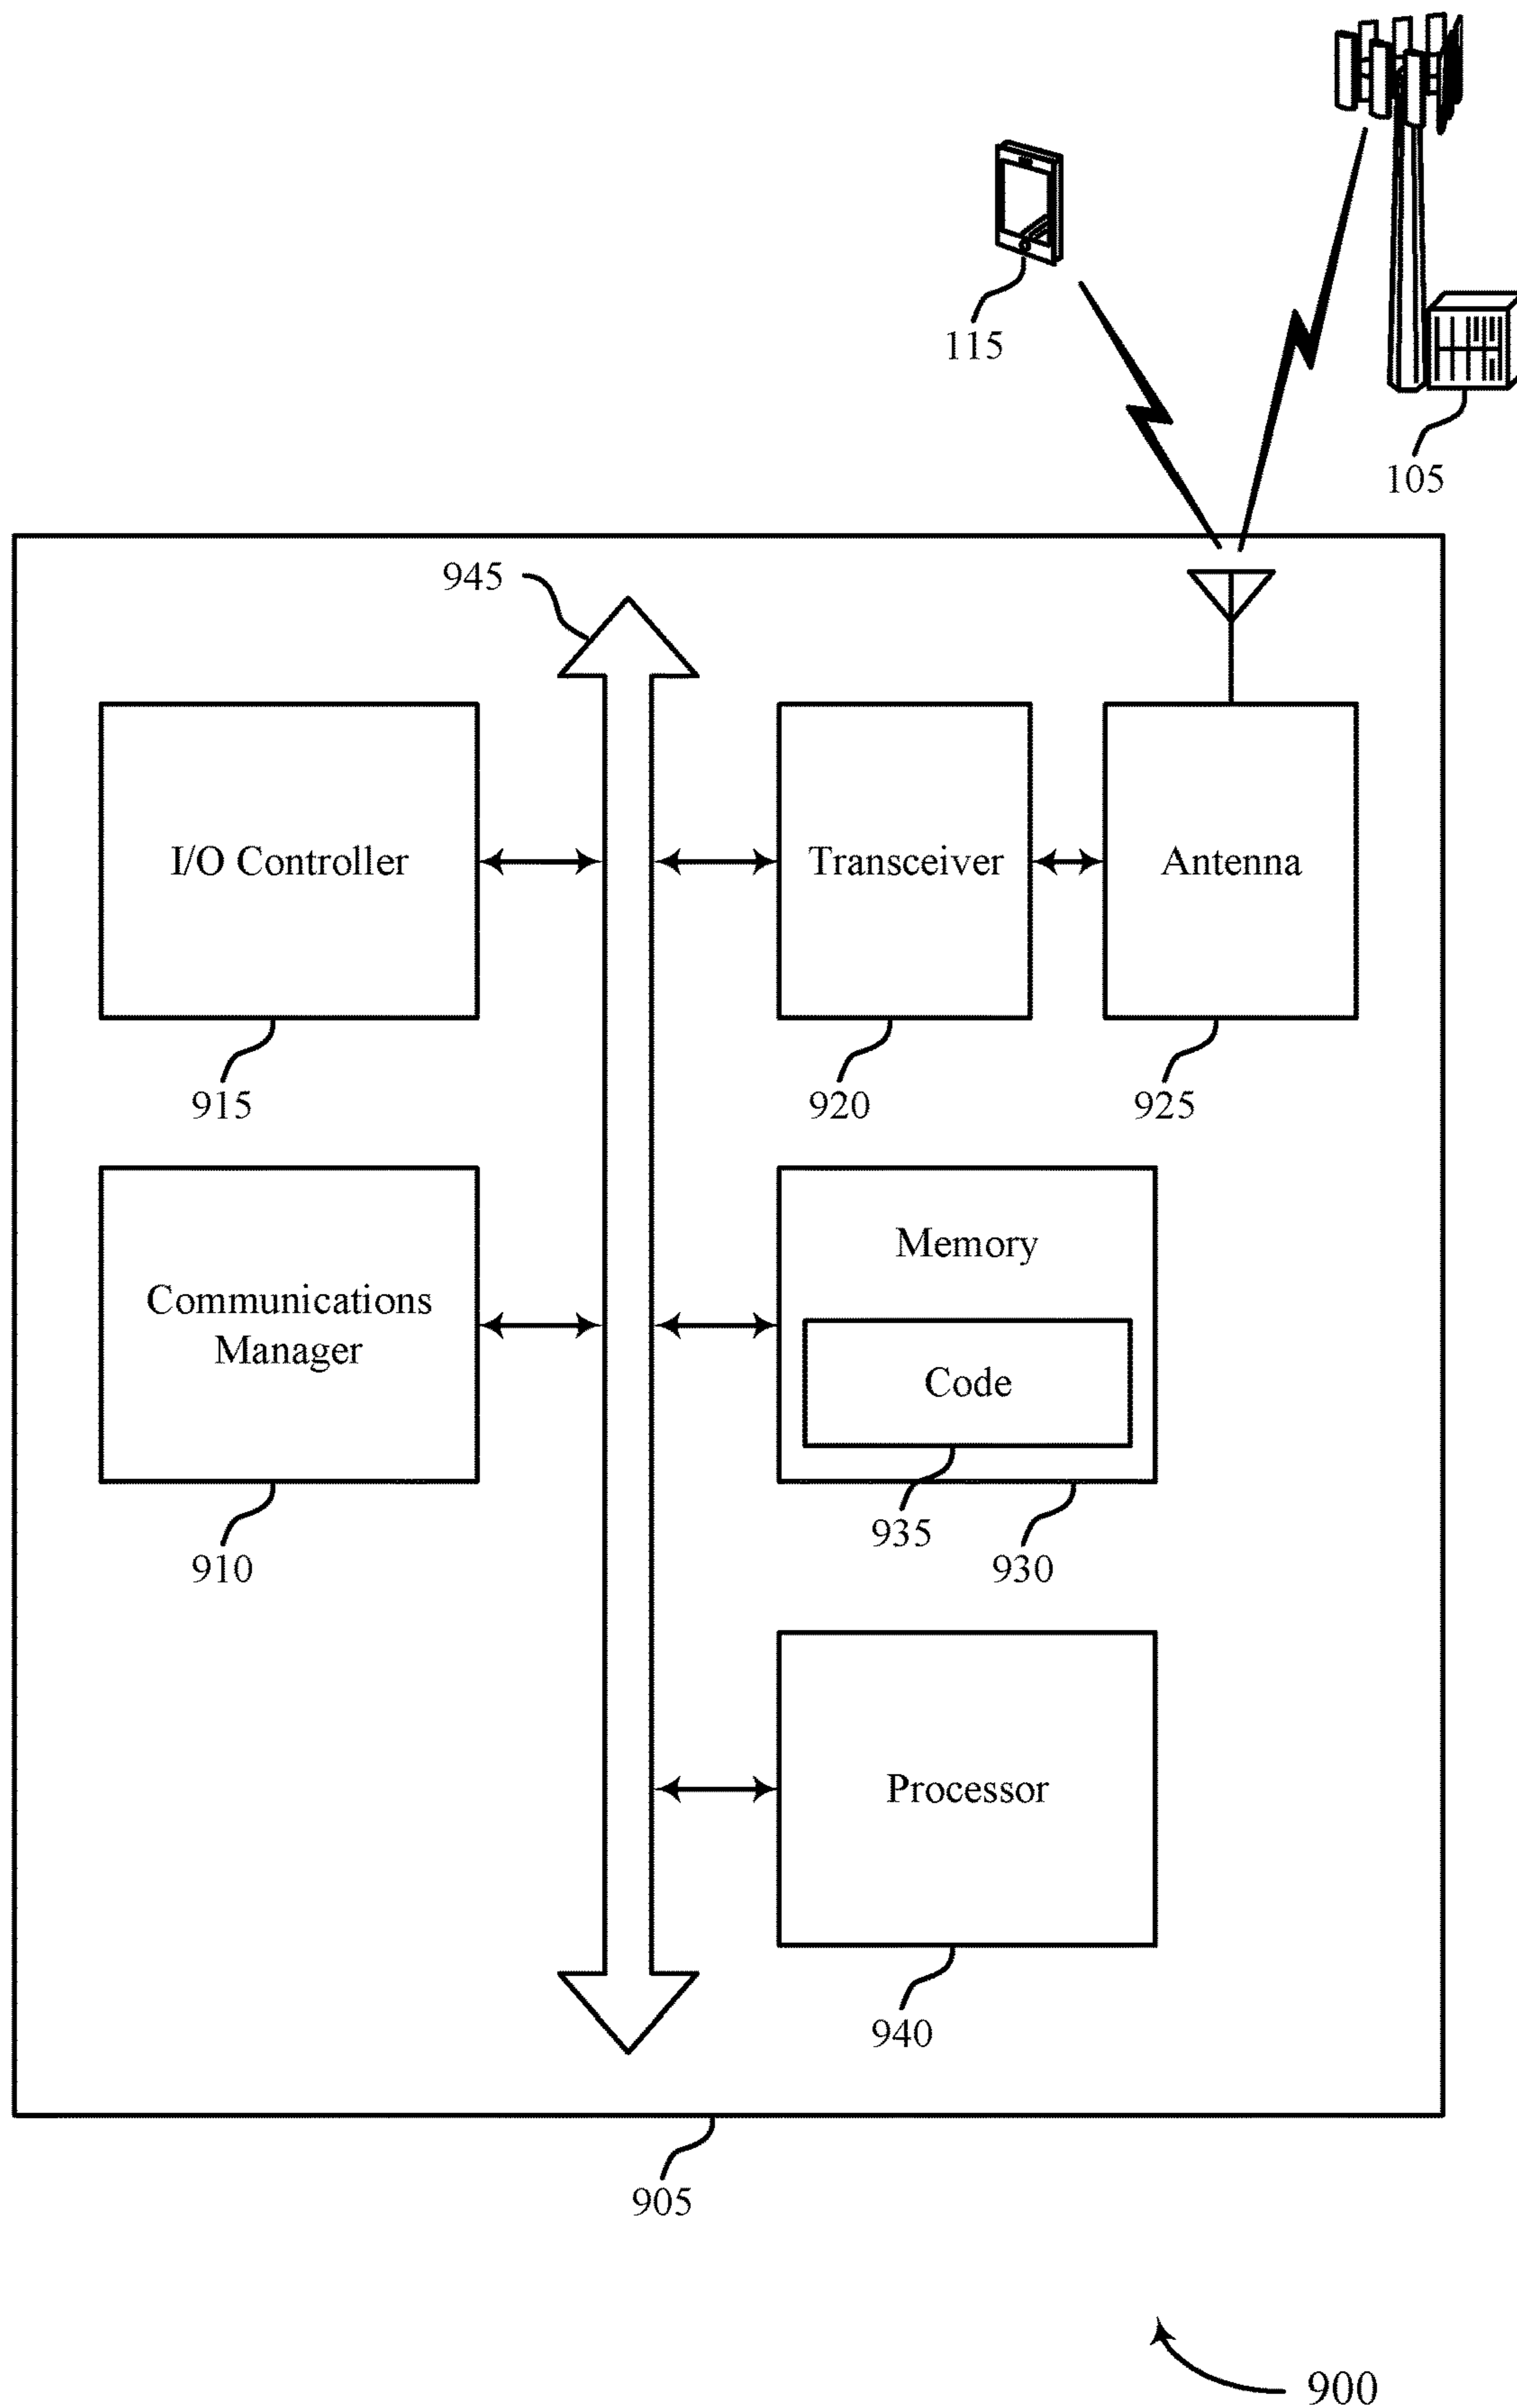 115
105
945
I/O Controller
Transceiver
Antenna
915
920
925
Communications
Manager
Memory
Code
910
935
930
Processor
940
905
900